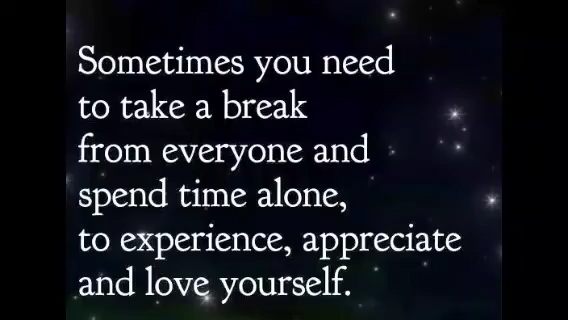 Sometimes you need
to take a break
from everyone and
spend time alone,
to experience, appreciate
and love yourself.